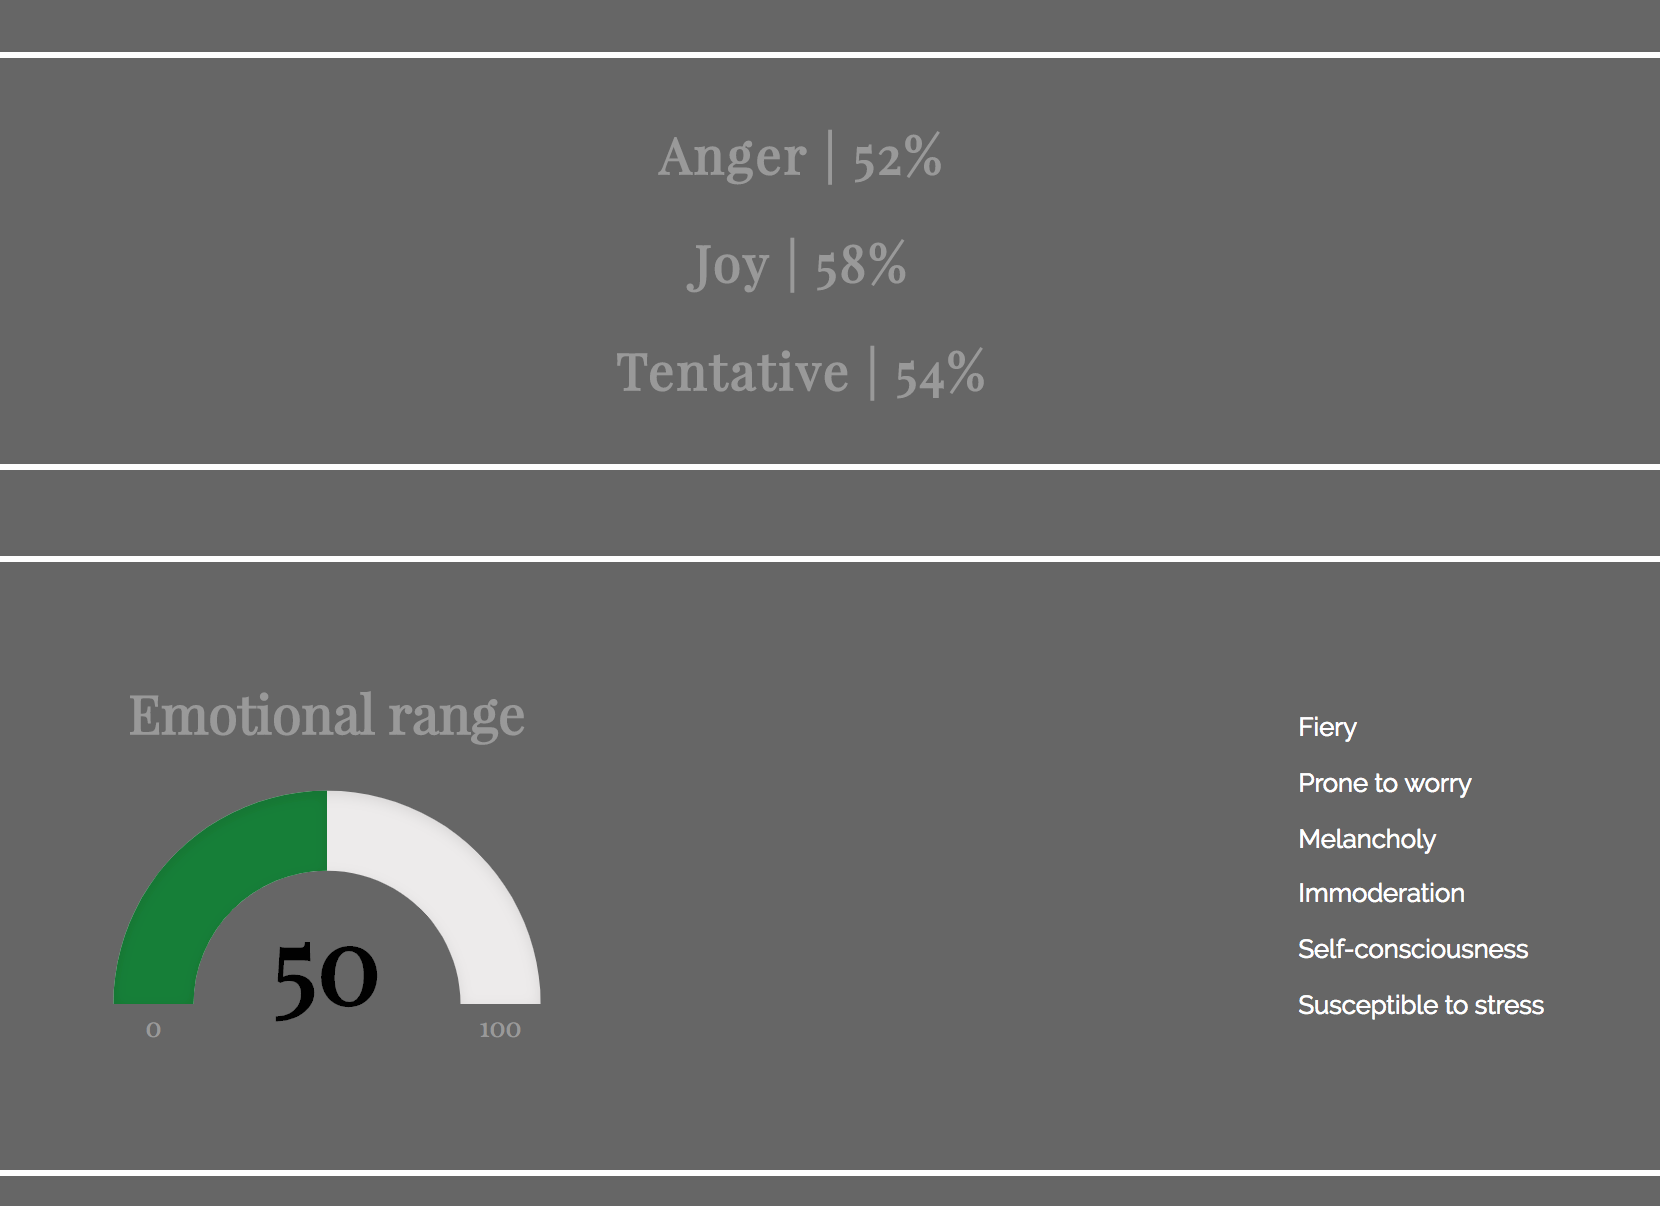 Anger | 52%
Joy | 58%
Tentative | 54%
Emotional range
50
0
100
Fiery
Prone to worry
Melancholy
Immoderation
Self-consciousness
Susceptible to stress